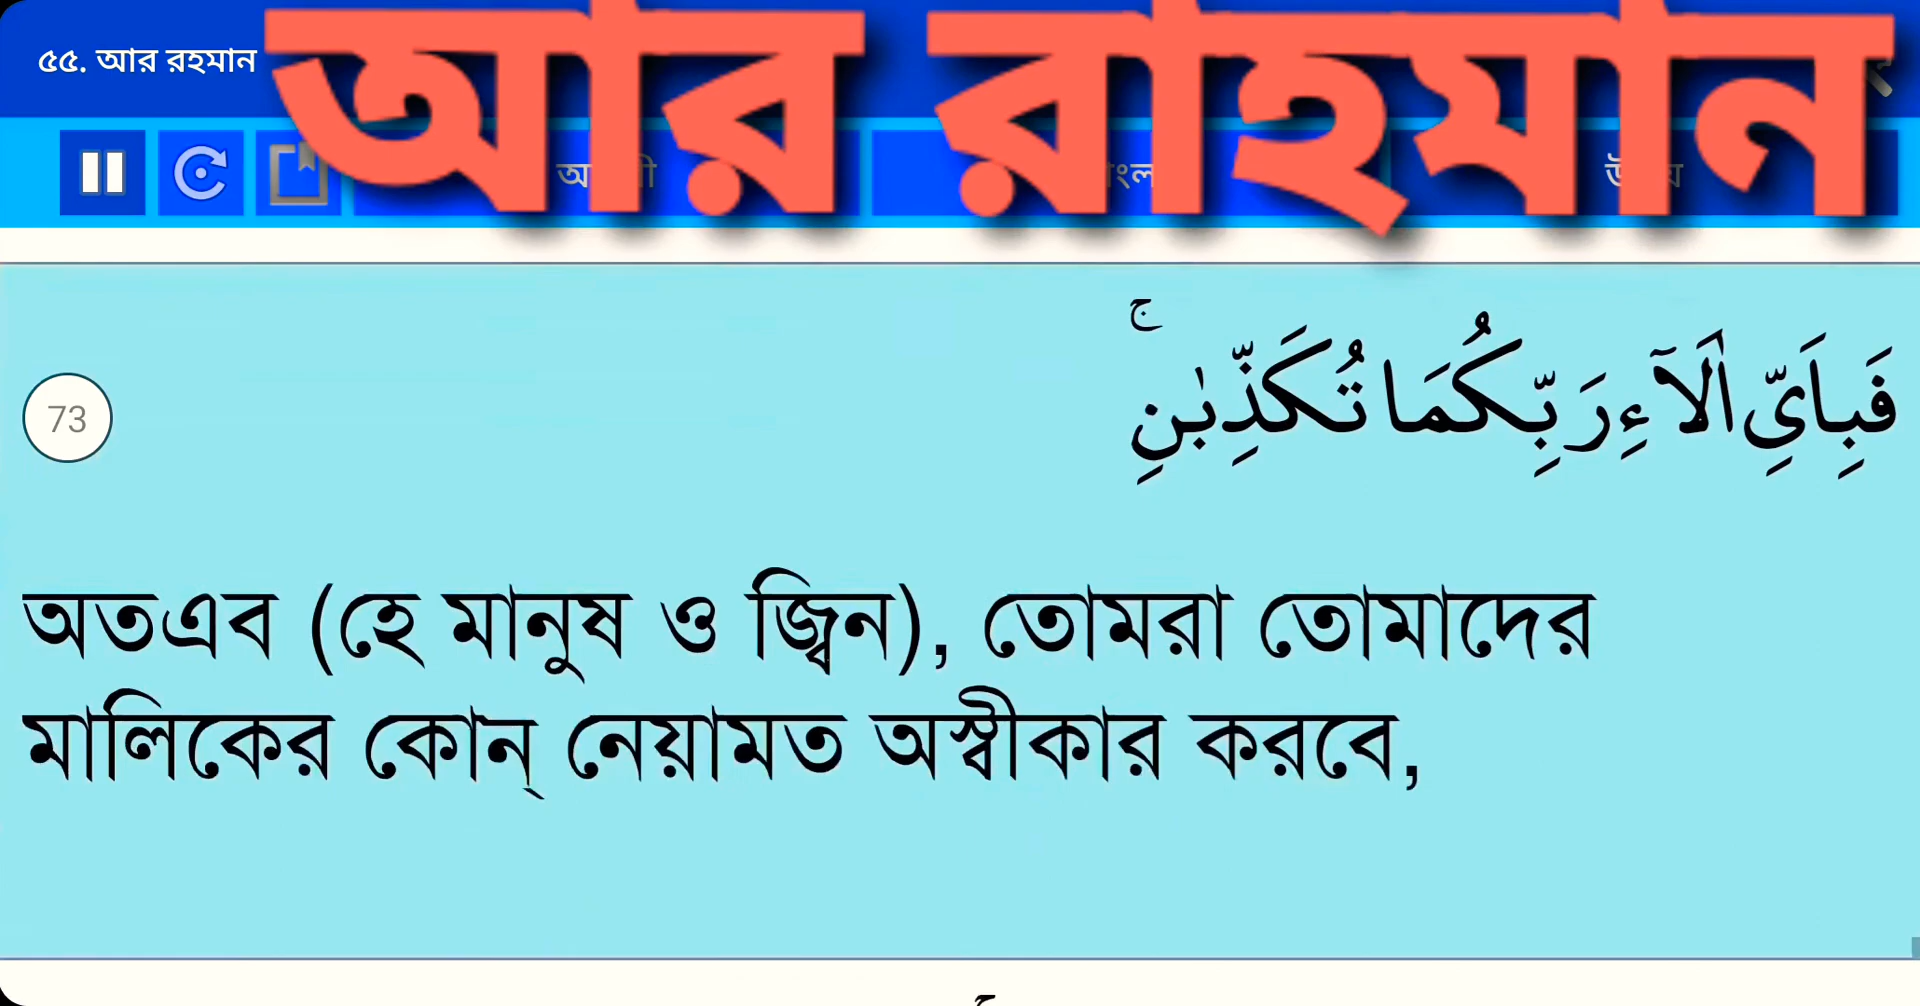 ৫৫. আর রহমান
আর রাহমান
فَبِاَيِّ اٰلَآءِ رَبِّكُمَا تُكَذِّبٰنِۚ
73
অতএব (হে মানুষ ও জ্বিন), তোমরা তোমাদের
মালিকের কোন্ নেয়ামত অস্বীকার করবে,